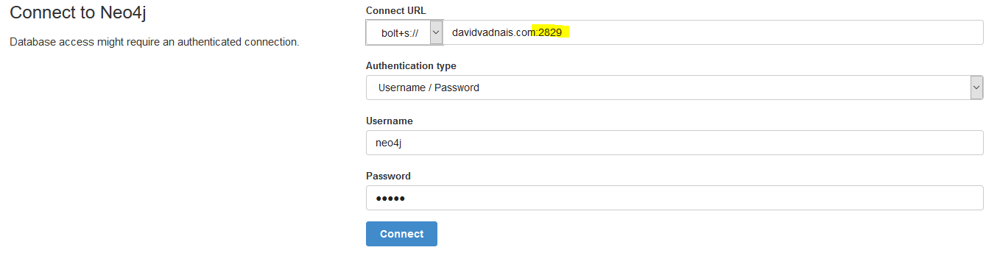 Connect to Neo4j
Database access might require an authenticated connection.
Connect URL
bolt+s:// davidvadnais.com:2829
Authentication type
Username / Password
Username
neo4j
Password
•••••
Connect